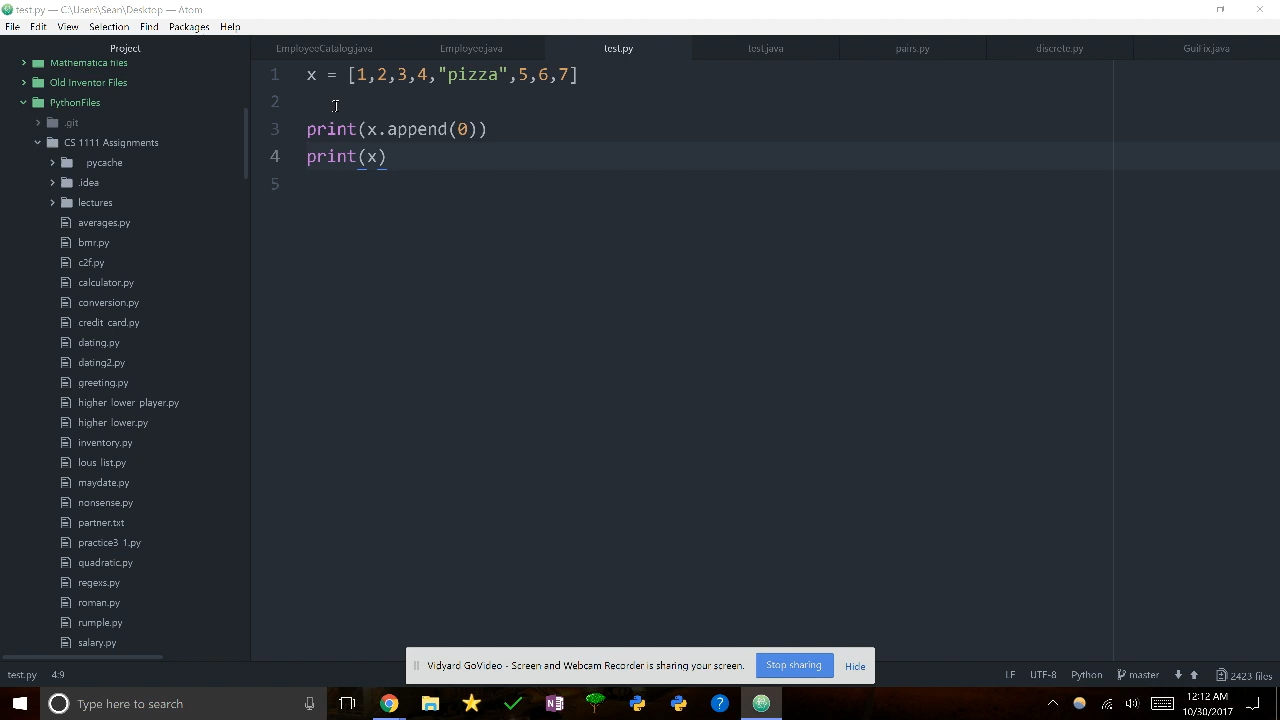 test.py — C:\Users\Sean\Desktop — Atom
File Edit View Selection Find Packages Help
Project
EmployeeCatalog.java
Employee.java
test.py
test.java
pairs.py
discrete.py
GuiFix.java
Mathematica files
Old Inventor Files
PythonFiles
.git
CS 1111 Assignments
pycache
.idea
lectures
averages.py
bmr.py
c2f.py
calculator.py
conversion.py
credit card.py
dating.py
dating2.py
greeting.py
higher lower player.py
higher lower.py
inventory.py
lous list.py
maydate.py
nonsense.py
partner.txt
practice3 1.py
quadratic.py
regexs.py
roman.py
rumple.py
salary.py
1 x = [1,2,3,4,"pizza",5,6,7]
2
3 print(x.append(0))
4 print(x)
5
Vidyard GoVideo - Screen and Webcam Recorder is sharing your screen.
Stop sharing
Hide
test.py 4:9
LF UTF-8 Python master 2423 files
Type here to search
12:12 AM
10/30/2017